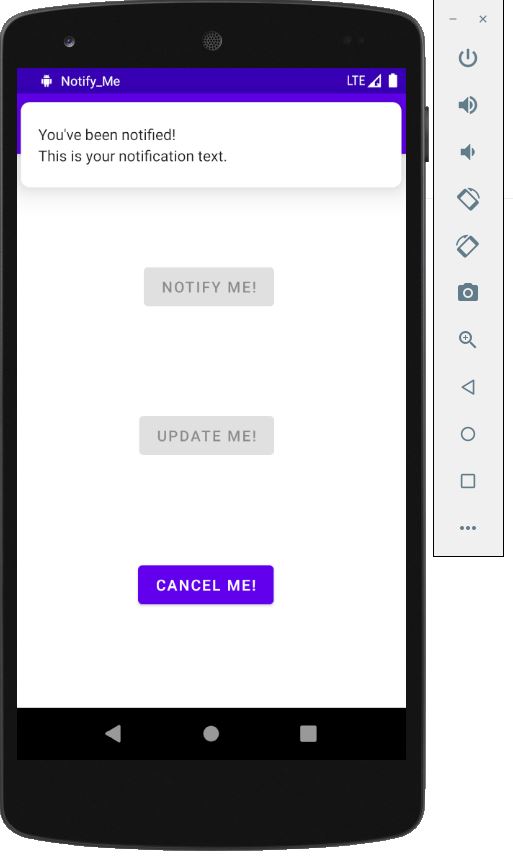 Notify_Me LTE
You've been notified!
This is your notification text.
NOTIFY ME!
UPDATE ME!
CANCEL ME!